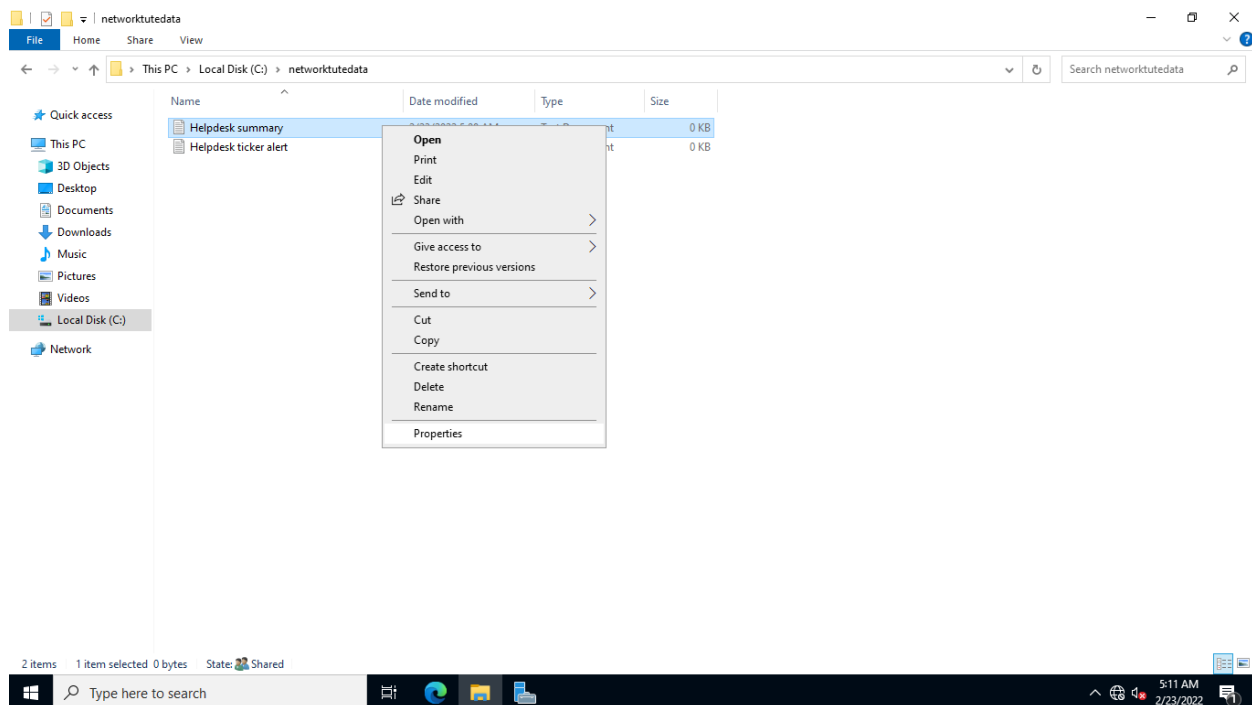 networktutedata
File Home Share View
This PC Local Disk (C:) networktutedata Search networktutedata
Name Date modified Type Size
Quick access
This PC
3D Objects
Desktop
Documents
Downloads
Music
Pictures
Videos
Local Disk (C:)
Network
Helpdesk summary 0 KB
Helpdesk ticker alert 0 KB
Open
Print
Edit
Share
Open with
Give access to
Restore previous versions
Send to
Cut
Copy
Create shortcut
Delete
Rename
Properties
2 items 1 item selected 0 bytes State: Shared
Type here to search
5:11 AM
2/23/2022
1